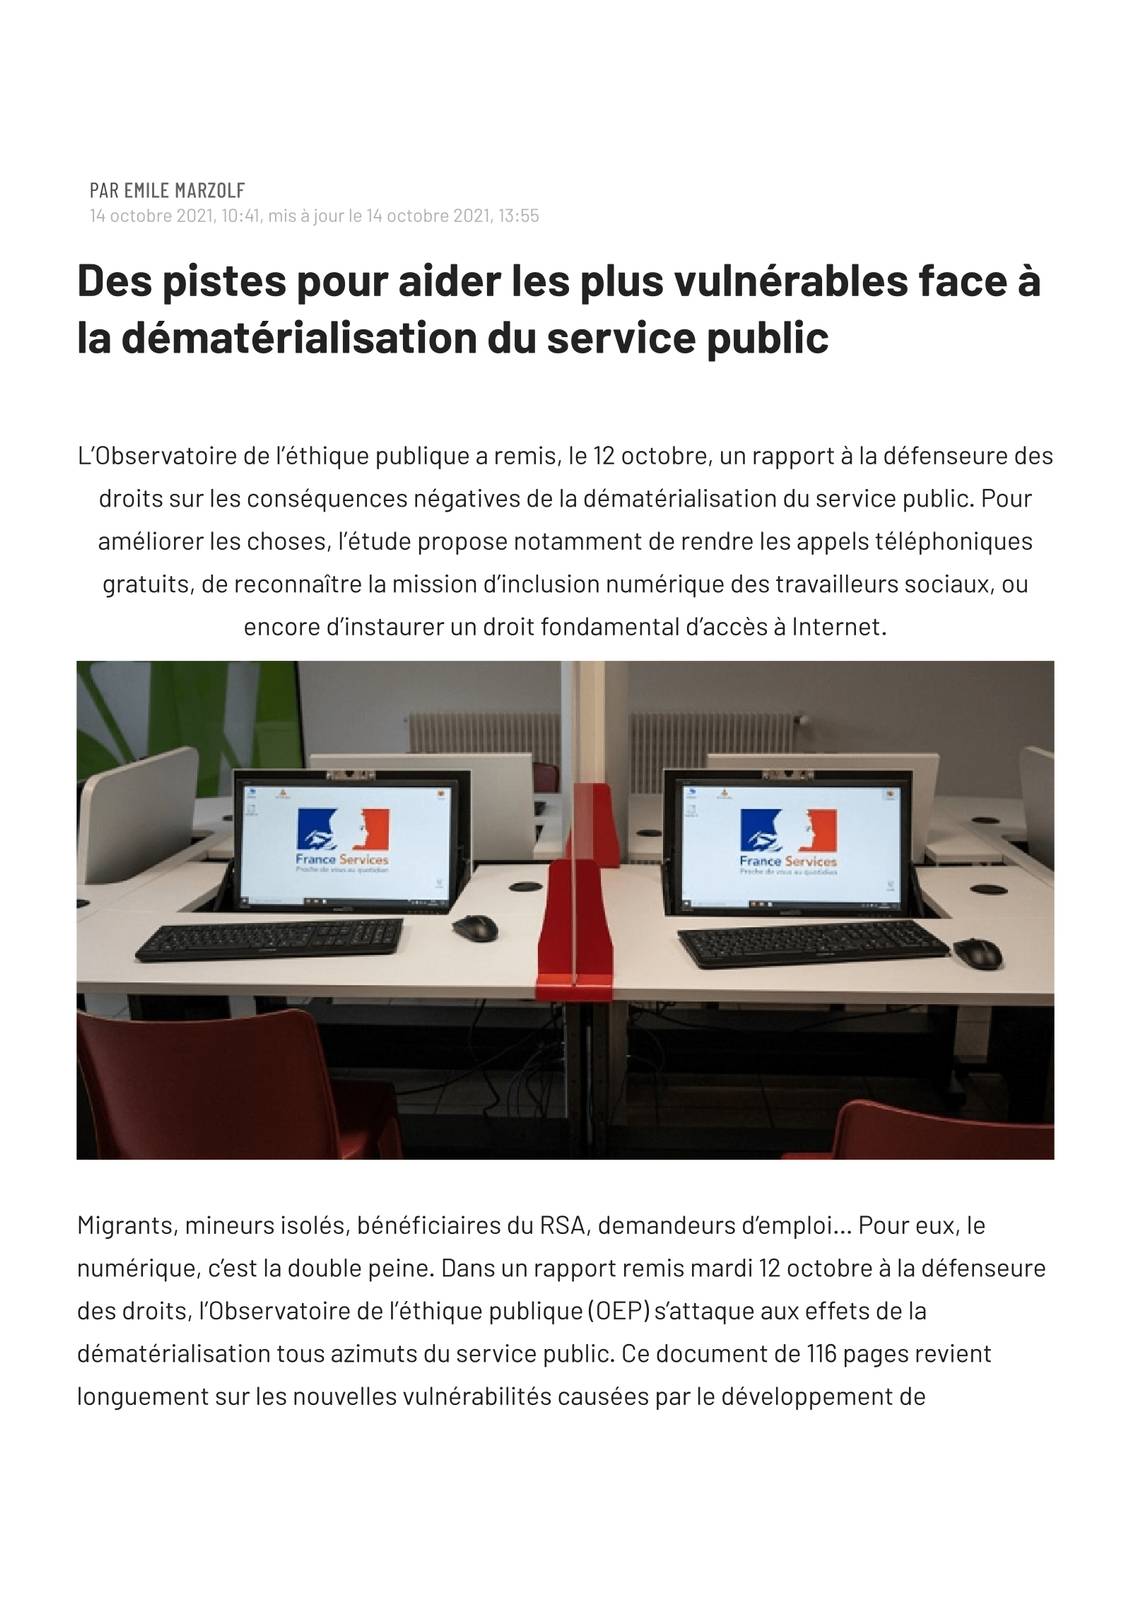 PAR EMILE MARZOLF
14 octobre 2021, 10:41, mis à jour le 14 octobre 2021, 13:55
Des pistes pour aider les plus vulnérables face à
la dématérialisation du service public
L’Observatoire de l’éthique publique a remis, le 12 octobre, un rapport à la défenseure des
droits sur les conséquences négatives de la dématérialisation du service public. Pour
améliorer les choses, l’étude propose notamment de rendre les appels téléphoniques
gratuits, de reconnaître la mission d’inclusion numérique des travailleurs sociaux, ou
encore d’instaurer un droit fondamental d’accès à Internet.
France Services
Proche de vous au quotidien
France Services
Proche de vous au quotidien
Migrants, mineurs isolés, bénéficiaires du RSA, demandeurs d’emploi… Pour eux, le
numérique, c’est la double peine. Dans un rapport remis mardi 12 octobre à la défenseure
des droits, l’Observatoire de l’éthique publique (OEP) s’attaque aux effets de la
dématérialisation tous azimuts du service public. Ce document de 116 pages revient
longuement sur les nouvelles vulnérabilités causées par le développement de